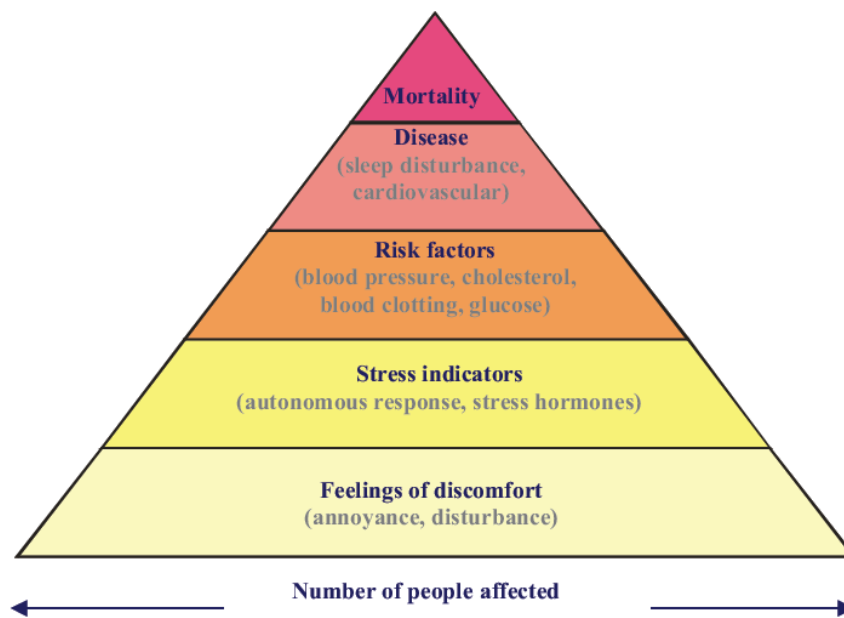 Mortality
Disease
(sleep disturbance,
cardiovascular)
Risk factors
(blood pressure, cholesterol,
blood clotting, glucose)
Stress indicators
(autonomous response, stress hormones)
Feelings of discomfort
(annoyance, disturbance)
Number of people affected